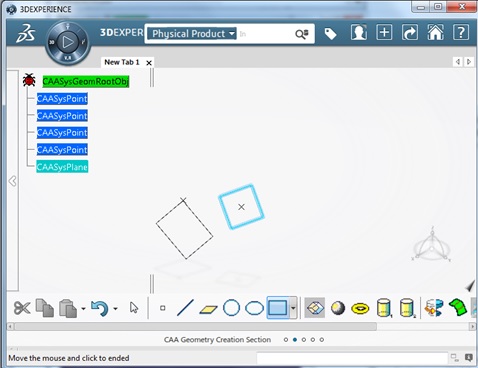 3DEXPERIENCE
3DEXPER
Physical Product
In
New Tab 1
CAASysGeomRootObj
CAASysPoint
CAASysPoint
CAASysPoint
CAASysPoint
CAASysPlane
CAA Geometry Creation Section
Move the mouse and click to ended